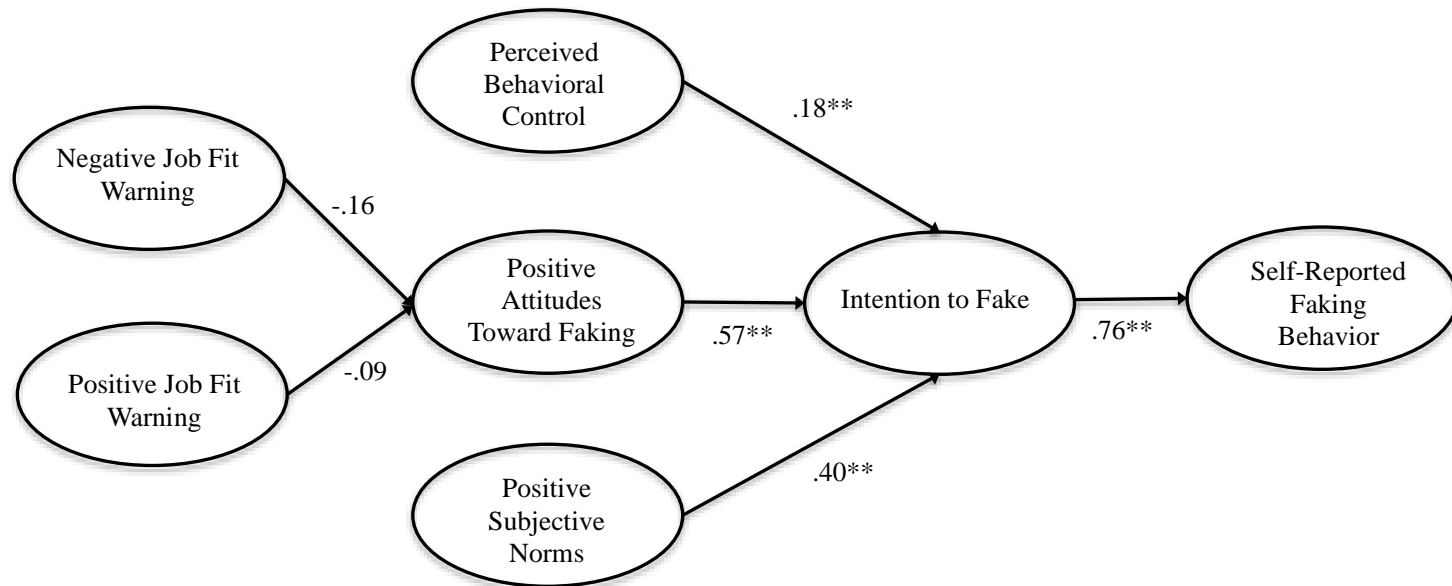 Perceived
Behavioral
Control
.18**
Negative Job Fit
Warning
-.16
Positive
Attitudes
Toward Faking
.57**
Intention to Fake
.76**
Self-Reported
Faking
Behavior
Positive Job Fit
Warning
-.09
Positive
Subjective
Norms
.40**